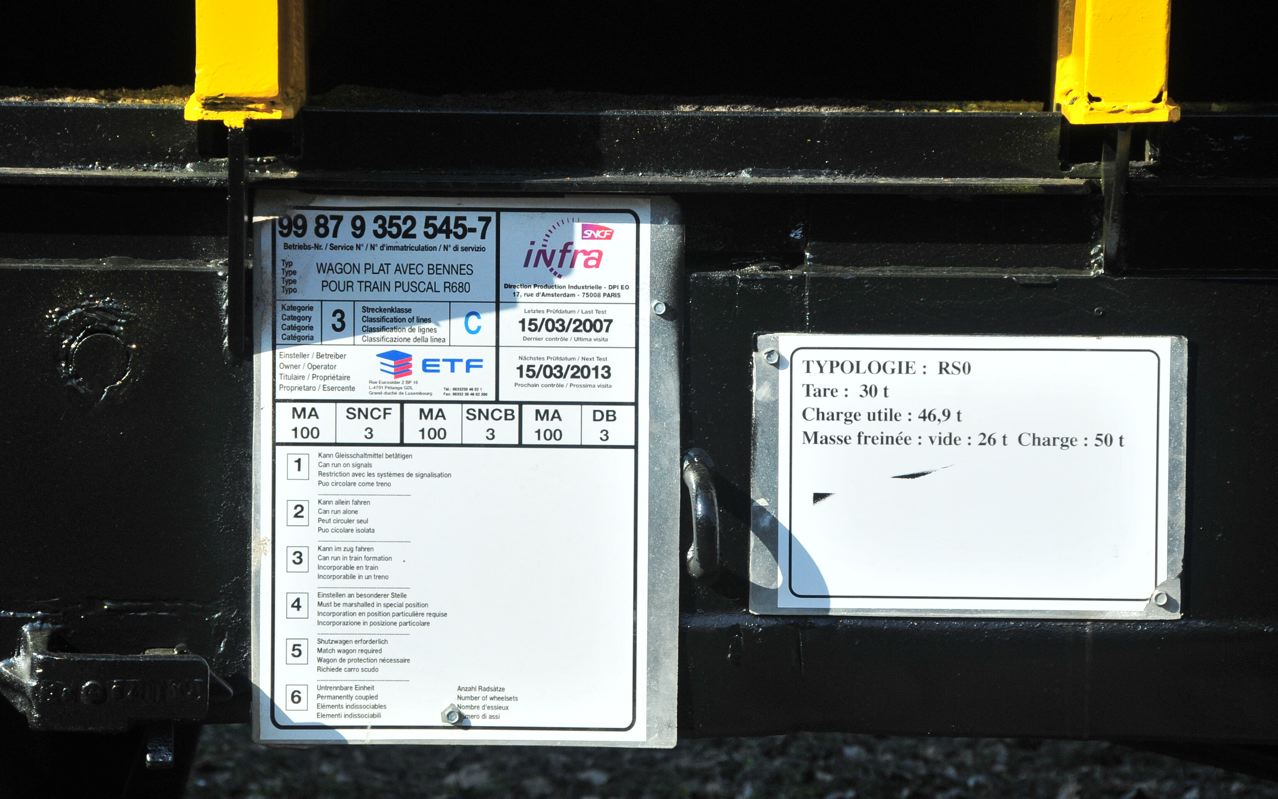 99 87 9 352 545-7
Betriebs-Nr. / Service N° / N° d'immatriculation / N° di servizio
Typ
Type
Type
Typo
WAGON PLAT AVEC BENNES
POUR TRAIN PUSCAL R680
SNCF
infra
Direction Production Industrielle - DPI EO
17, rue d'Amsterdam - 75008 PARIS
Kategorie
Category
Catégorie
Catégoria
3
Streckenklasse
Classification of lines
Classification de lignes
Classificazione della linea
C
Letztes Prüfdatum / Last Test
15/03/2007
Dernier contrôle / Ultima visita
Einsteller / Betreiber
Owner / Operator
Titulaire / Propriétaire
Proprietaro / Esercente
ETF
Grand-duché de Luxembourg
Nächstes Prüfdatum / Next Test
15/03/2013
Prochain contrôle / Prossima visita
MA SNCF MA SNCB MA DB
100 3 100 3 100 3
1
Kann Gleisschaltmittel betätigen
Can run on signals
Restriction avec les systèmes de signalisation
Puo circolare come treno
2
Kann allein fahren
Can run alone
Peut circuler seul
Puo cicolare isolata
3
Kann im zug fahren
Can run in train formation
Incorporable en train
Incorporabile in un treno
4
Einstellen an besonderer Stelle
Must be marshalled in special position
Incorporation en position particulière requise
Incorporazione in posizione particolare
5
Shutzwagen erforderlich
Match wagon required
Wagon de protection nécessaire
Richiede carro scudo
6
Untrennbare Einheit
Permanently coupled
Eléments indissociables
Elementi indissociabili
Anzahl Radsätze
Number of wheelsets
Nombre d'essieux
di assi
TYPOLOGIE : RS0
Tare : 30 t
Charge utile : 46,9 t
Masse freinée : vide : 26 t Charge : 50 t